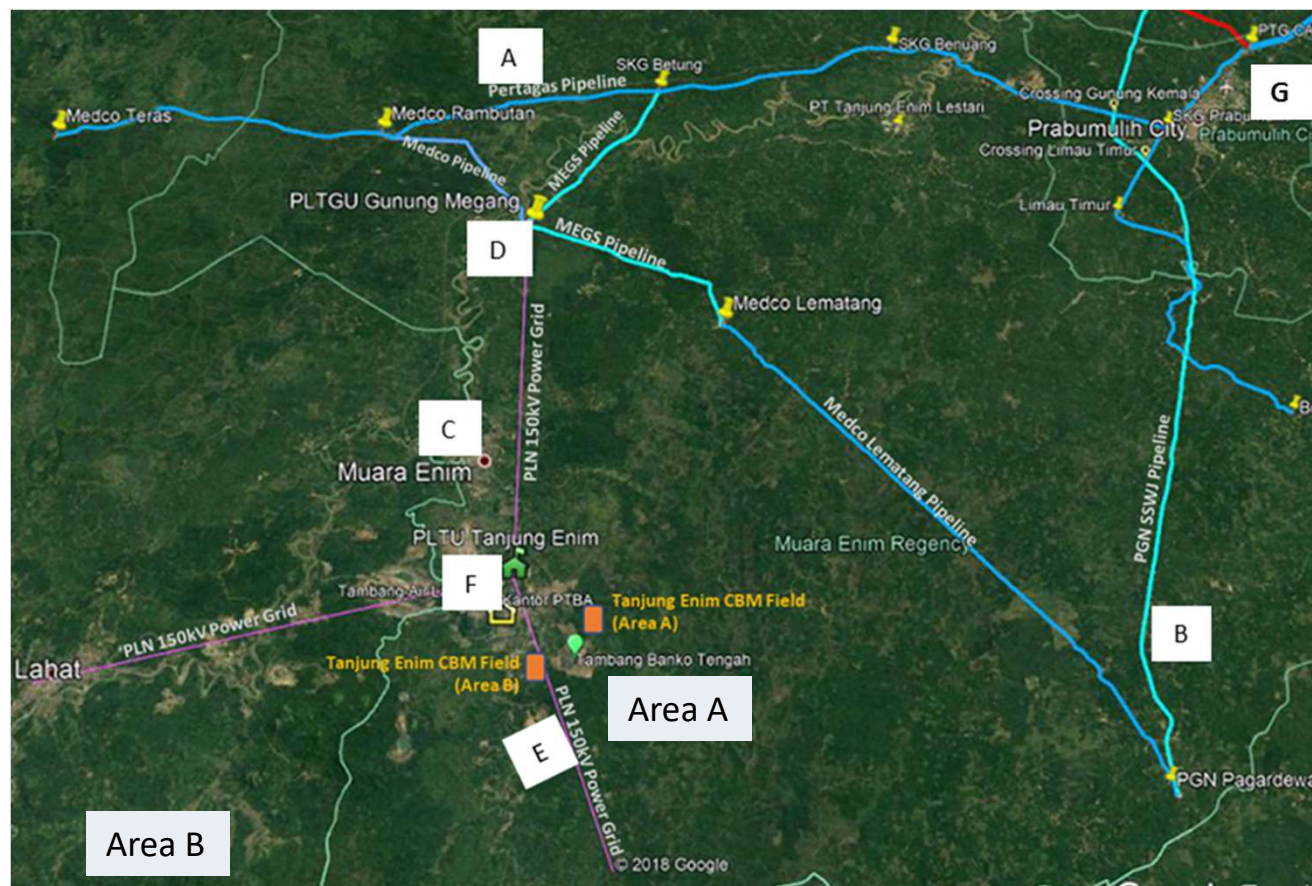 A
SKG Betung
SKG Benuang
PTG
Pertagas Pipeline
G
Medco Teras
Medco Rambutan
PT Tanjung Enim Lestari
Crossing Gunung Kemala
SKG
Prabumulih City
Crossing Limau Timur
Medco Pipeline
MEGS Pipeline
PLTGU Gunung Megang
Limau Timur
D
MEGS Pipeline
Medco Lematang
PLN 150kV Power Grid
C
Muara Enim
Medco Lematang Pipeline
PGN SSWJ Pipeline
PLTU Tanjung Enim
Muara Enim Regency
F
Tambang Air
Kantor PTBA
Tanjung Enim CBM Field
(Area A)
PLN 150kV Power Grid
B
Lahat
Tanjung Enim CBM Field
(Area B)
Tambang Banko Tengah
Area A
PLN 150kV Power Grid
E
PGN Pagardewa
Area B
© 2018 Google